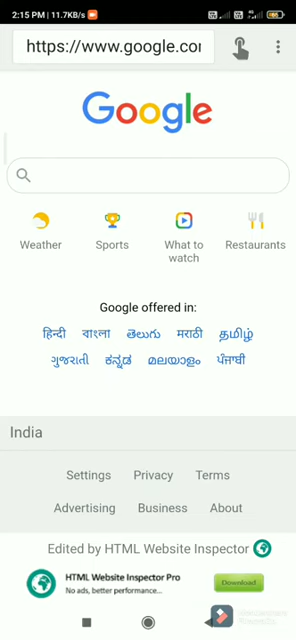 2:15 PM | 11.7KB/s
https://www.google.com
Google
Weather Sports What to watch Restaurants
Google offered in:
हिन्दी বাংলা తెలుగు मराठी தமிழ்
ગુજરાતી ಕನ್ನಡ മലയാളം ਪੰਜਾਬੀ
India
Settings Privacy Terms
Advertising Business About
Edited by HTML Website Inspector
HTML Website Inspector Pro
No ads, better performance...
Download